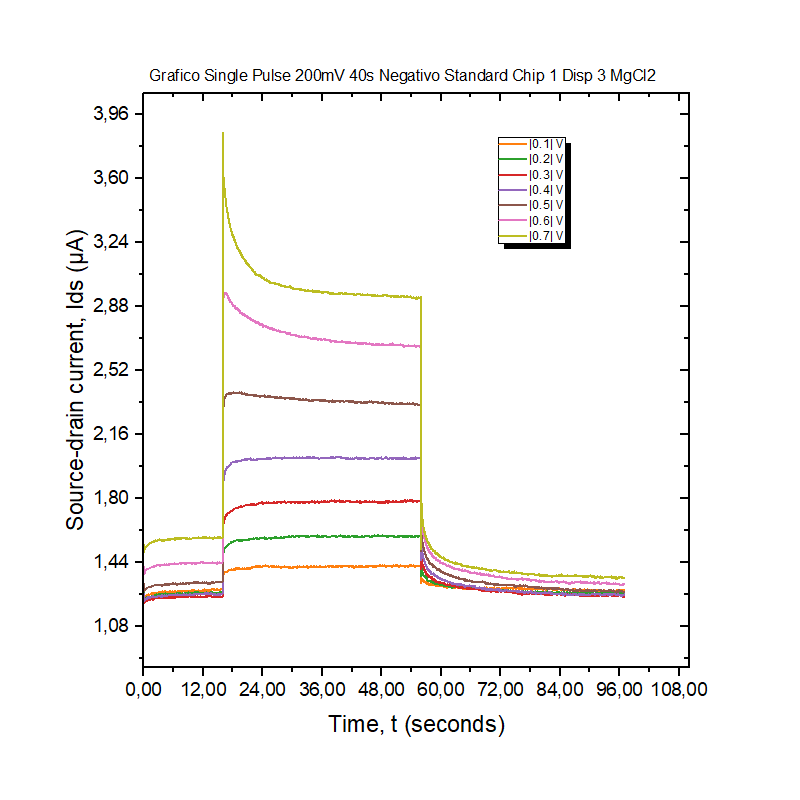 Grafico Single Pulse 200mV 40s Negativo Standard Chip 1 Disp 3 MgCl2
3,96
3,60
3,24
2,88
2,52
2,16
1,80
1,44
1,08
Source-drain current, Ids (µA)
|0.1| V
|0.2| V
|0.3| V
|0.4| V
|0.5| V
|0.6| V
|0.7| V
0,00 12,00 24,00 36,00 48,00 60,00 72,00 84,00 96,00 108,00
Time, t (seconds)